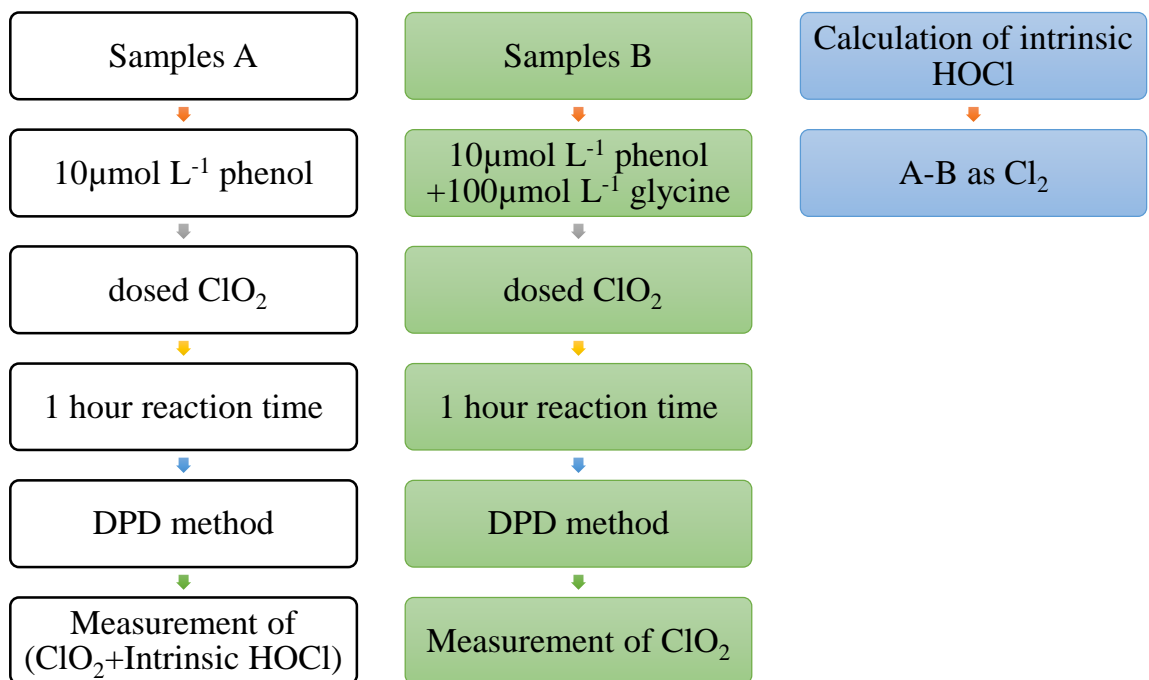 Samples A
10µmol L⁻¹ phenol
dosed ClO₂
1 hour reaction time
DPD method
Measurement of
(ClO₂+Intrinsic HOCl)
Samples B
10µmol L⁻¹ phenol
+100µmol L⁻¹ glycine
dosed ClO₂
1 hour reaction time
DPD method
Measurement of ClO₂
Calculation of intrinsic
HOCl
A-B as Cl₂